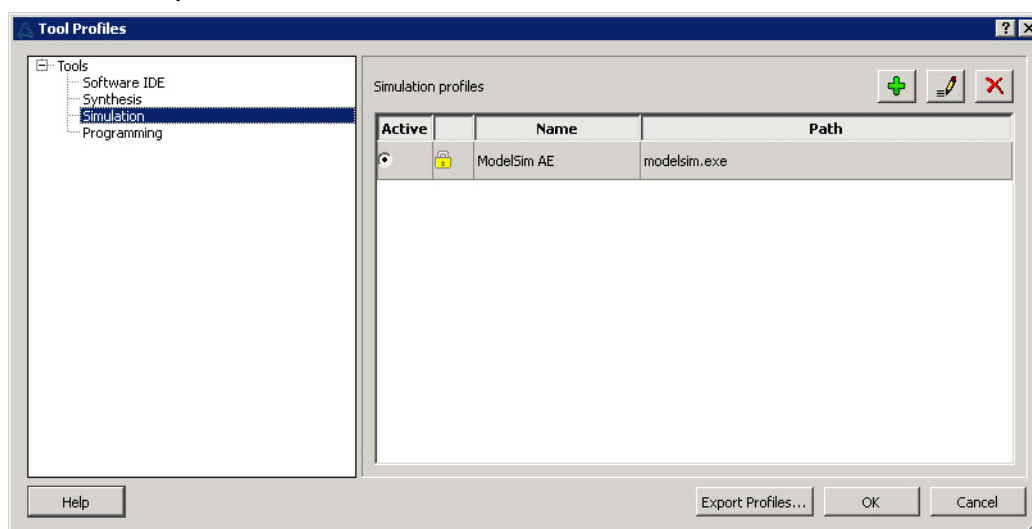 Tool Profiles
Tools
Software IDE
Synthesis
Simulation
Programming
Simulation profiles
Active Name Path
ModelSim AE modelsim.exe
Help Export Profiles... OK Cancel